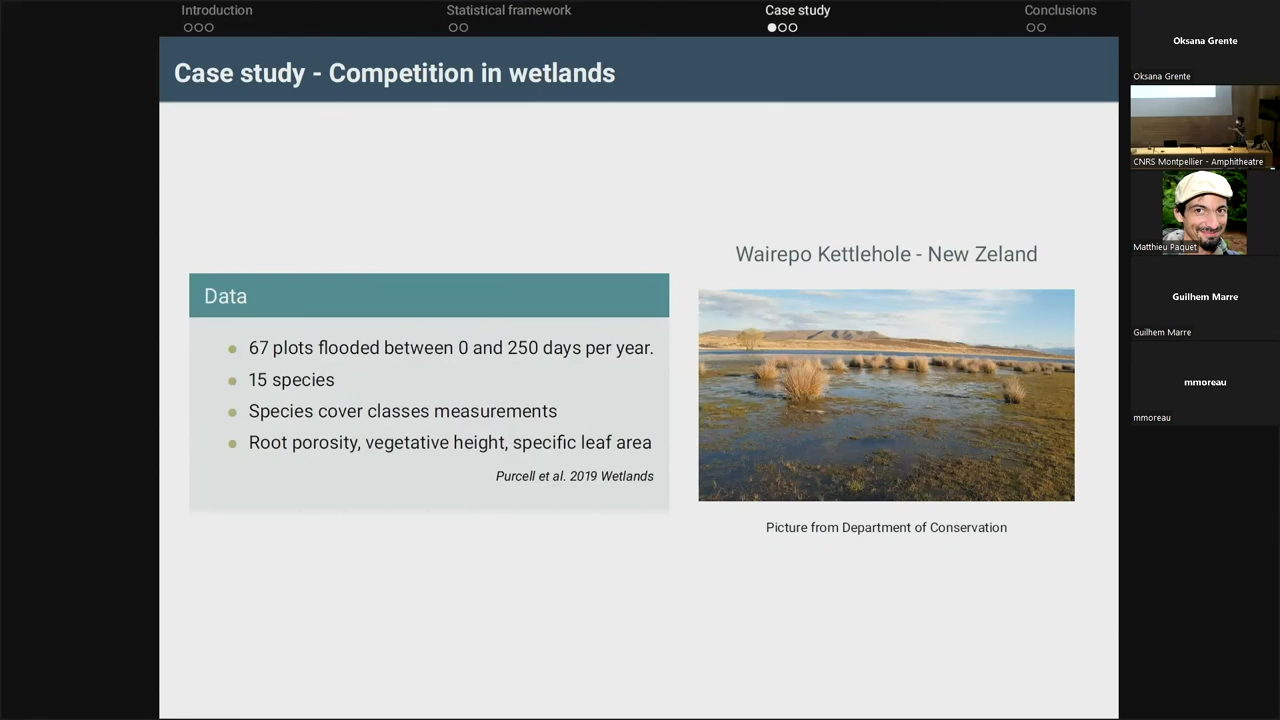 Introduction
Statistical framework
Case study
Conclusions
Case study - Competition in wetlands
Data
67 plots flooded between 0 and 250 days per year.
15 species
Species cover classes measurements
Root porosity, vegetative height, specific leaf area
Purcell et al. 2019 Wetlands
Wairepo Kettlehole - New Zeland
Picture from Department of Conservation
Oksana Grente
Oksana Grente
CNRS Montpellier - Amphitheatre
Matthieu Paquet
Guilhem Marre
Guilhem Marre
mmoreau
mmoreau